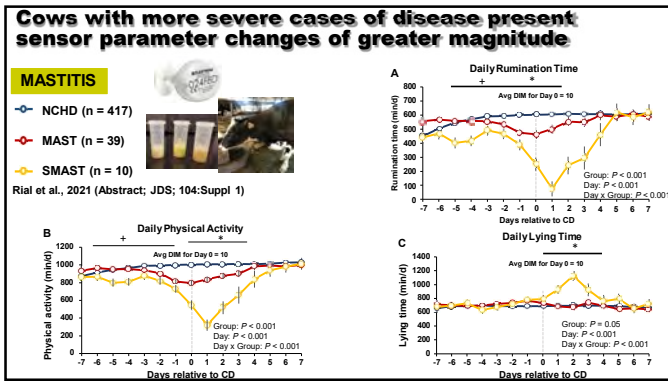 Cows with more severe cases of disease present
sensor parameter changes of greater magnitude
MASTITIS
NCHD (n = 417)
MAST (n = 39)
SMAST (n = 10)
Rial et al., 2021 (Abstract; JDS; 104:Suppl 1)
A
Daily Rumination Time
+ *
Avg DIM for Day 0 = 10
Rumination time (min/d)
800
700
600
500
400
300
200
100
0
Group: P < 0.001
Day: P < 0.001
Day x Group: P < 0.001
-7 -6 -5 -4 -3 -2 -1 0 1 2 3 4 5 6 7
Days relative to CD
B
Daily Physical Activity
+ *
Avg DIM for Day 0 = 10
Physical activity (min/d)
1200
1000
800
600
400
200
0
Group: P < 0.001
Day: P < 0.001
Day x Group: P < 0.001
-7 -6 -5 -4 -3 -2 -1 0 1 2 3 4 5 6 7
Days relative to CD
C
Daily Lying Time
*
Avg DIM for Day 0 = 10
Lying time (min/d)
1400
1200
1000
800
600
400
200
0
Group: P = 0.05
Day: P < 0.001
Day x Group: P < 0.001
-7 -6 -5 -4 -3 -2 -1 0 1 2 3 4 5 6 7
Days relative to CD